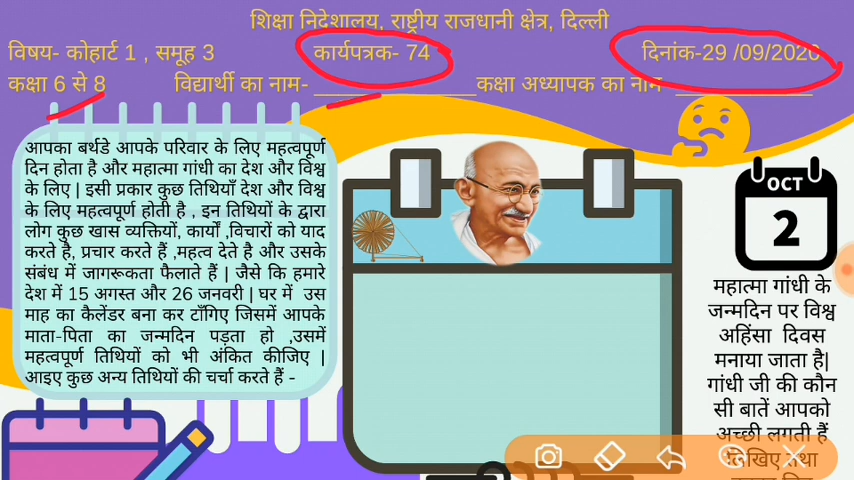 शिक्षा निदेशालय, राष्ट्रीय राजधानी क्षेत्र, दिल्ली
विषय- कोहार्ट 1 , समूह 3 कार्यपत्रक- 74 दिनांक-29 /09/2020
कक्षा 6 से 8 विद्यार्थी का नाम- ______________कक्षा अध्यापक का नाम- ____________
आपका बर्थडे आपके परिवार के लिए महत्वपूर्ण
दिन होता है और महात्मा गांधी का देश और विश्व
के लिए | इसी प्रकार कुछ तिथियाँ देश और विश्व
के लिए महत्वपूर्ण होती है , इन तिथियों के द्वारा
लोग कुछ खास व्यक्तियों, कार्यों ,विचारों को याद
करते है, प्रचार करते हैं ,महत्व देते है और उसके
संबंध में जागरूकता फैलाते हैं | जैसे कि हमारे
देश में 15 अगस्त और 26 जनवरी | घर में उस
माह का कैलेंडर बना कर टाँगिए जिसमें आपके
माता-पिता का जन्मदिन पड़ता हो ,उसमें
महत्वपूर्ण तिथियों को भी अंकित कीजिए |
आइए कुछ अन्य तिथियों की चर्चा करते हैं -
OCT
2
महात्मा गांधी के
जन्मदिन पर विश्व
अहिंसा दिवस
मनाया जाता है|
गांधी जी की कौन
सी बातें आपको
अच्छी लगती हैं
लिखिए तथा